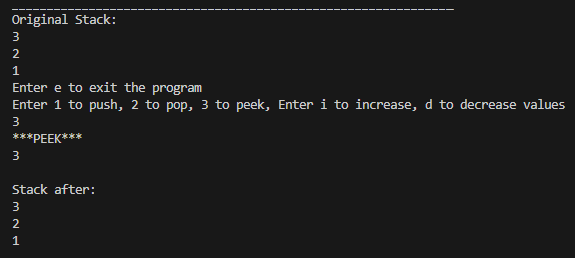 Original Stack:
3
2
1
Enter e to exit the program
Enter 1 to push, 2 to pop, 3 to peek, Enter i to increase, d to decrease values
3
***PEEK***
3
Stack after:
3
2
1